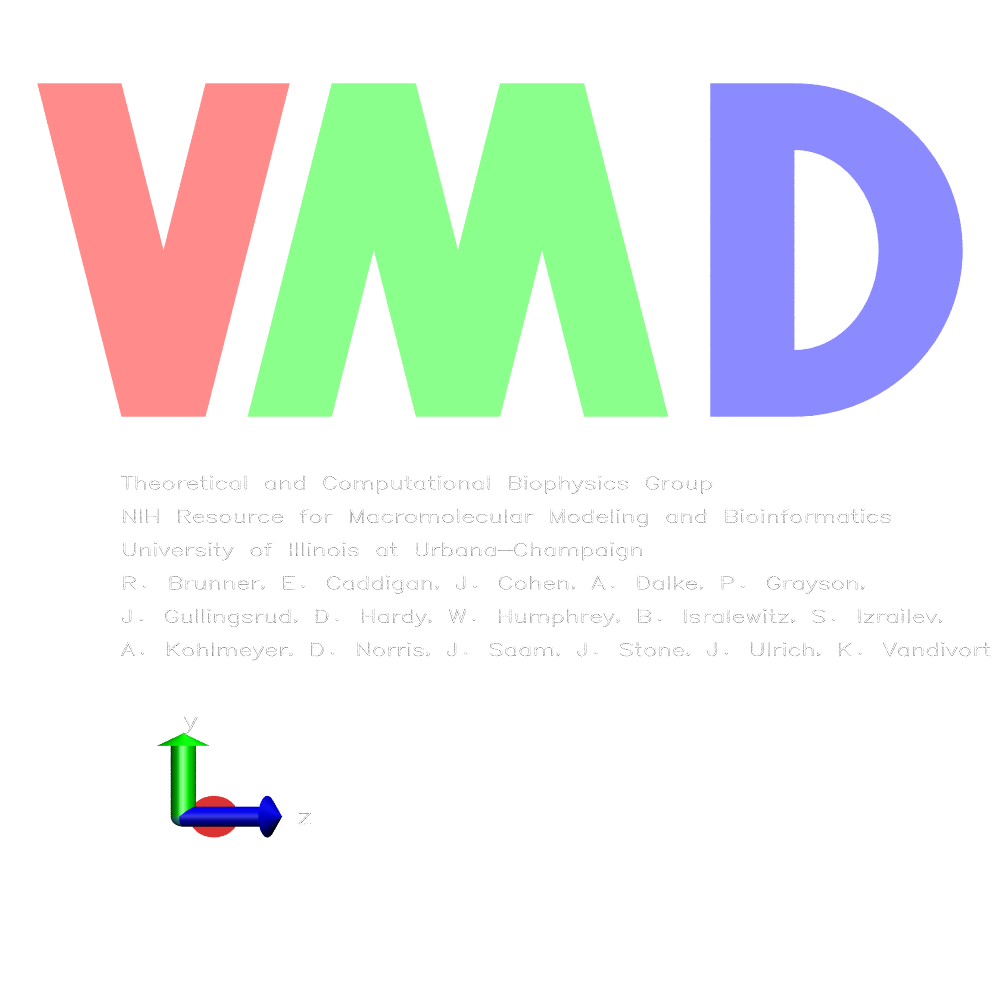 VMD
Theoretical and Computational Biophysics Group
NIH Resource for Macromolecular Modeling and Bioinformatics
University of Illinois at Urbana-Champaign
R. Brunner, E. Caddigan, J. Cohen, A. Dalke, P. Grayson,
J. Gullingsrud, D. Hardy, W. Humphrey, B. Isralewitz, S. Izrailev,
A. Kohlmeyer, D. Norris, J. Saam, J. Stone, J. Ulrich, K. Vandivort
y
z